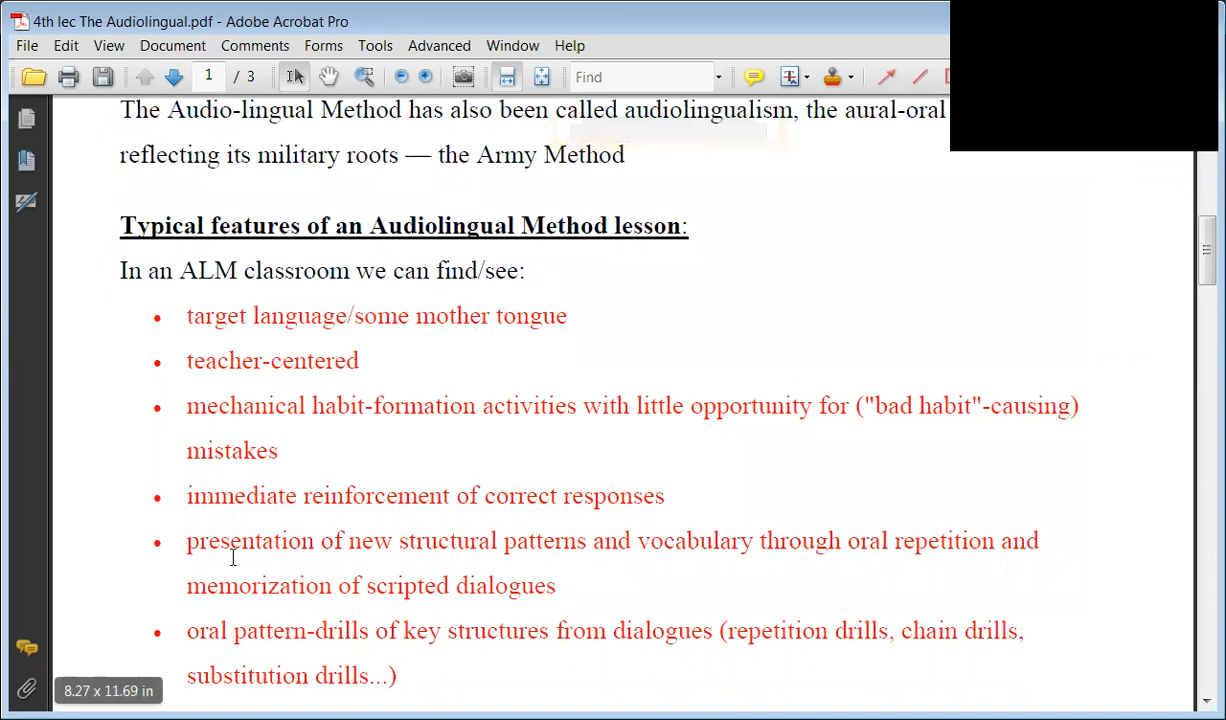 4th lec The Audiolingual.pdf - Adobe Acrobat Pro
File Edit View Document Comments Forms Tools Advanced Window Help
1 / 3 Find
The Audio-lingual Method has also been called audiolingualism, the aural-oral
reflecting its military roots — the Army Method
Typical features of an Audiolingual Method lesson:
In an ALM classroom we can find/see:
• target language/some mother tongue
• teacher-centered
• mechanical habit-formation activities with little opportunity for ("bad habit"-causing)
mistakes
• immediate reinforcement of correct responses
• presentation of new structural patterns and vocabulary through oral repetition and
memorization of scripted dialogues
• oral pattern-drills of key structures from dialogues (repetition drills, chain drills,
substitution drills...)
8.27 x 11.69 in